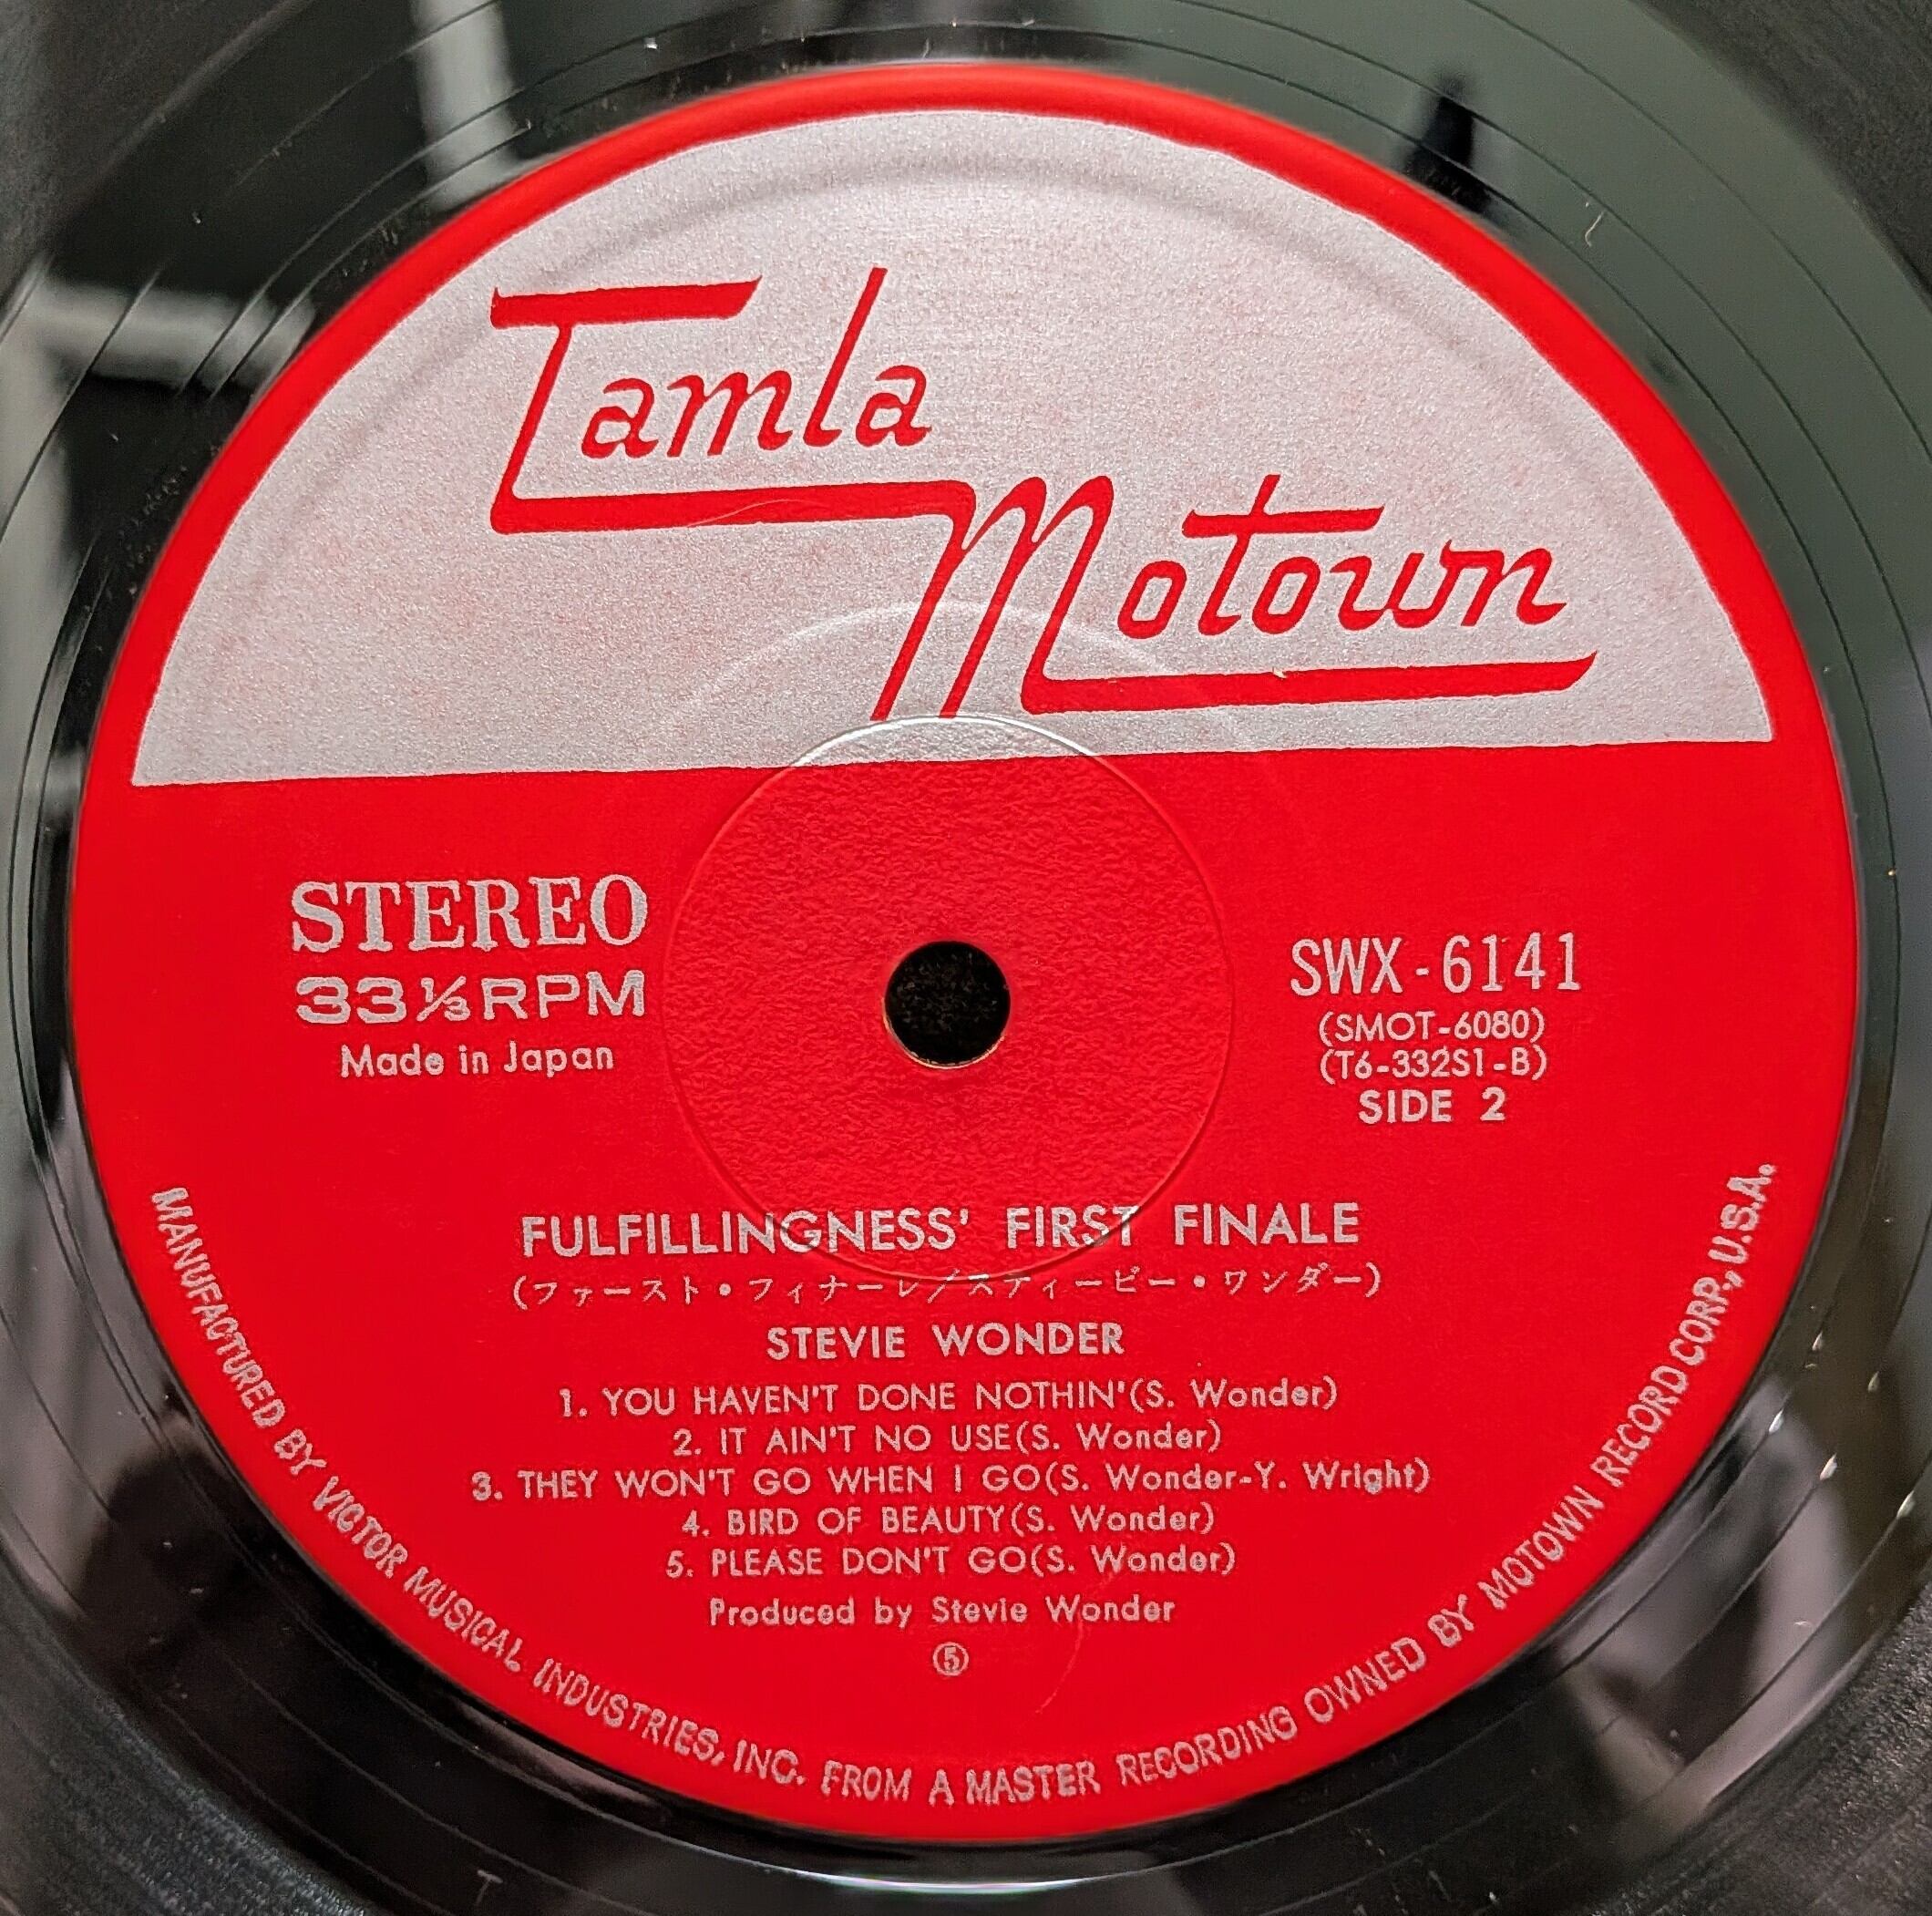 Tamla
Motown
STEREO
33⅓RPM
Made in Japan
SWX-6141
(SMOT-6080)
(T6-332S1-B)
SIDE 2
FULFILLINGNESS' FIRST FINALE
(ファースト・フィナーレ/スティービー・ワンダー)
STEVIE WONDER
1. YOU HAVEN'T DONE NOTHIN'(S. Wonder)
2. IT AIN'T NO USE(S. Wonder)
3. THEY WON'T GO WHEN I GO(S. Wonder-Y. Wright)
4. BIRD OF BEAUTY(S. Wonder)
5. PLEASE DON'T GO(S. Wonder)
Produced by Stevie Wonder
⑤
MANUFACTURED BY VICTOR MUSICAL INDUSTRIES, INC. FROM A MASTER RECORDING OWNED BY MOTOWN RECORD CORP., U.S.A.